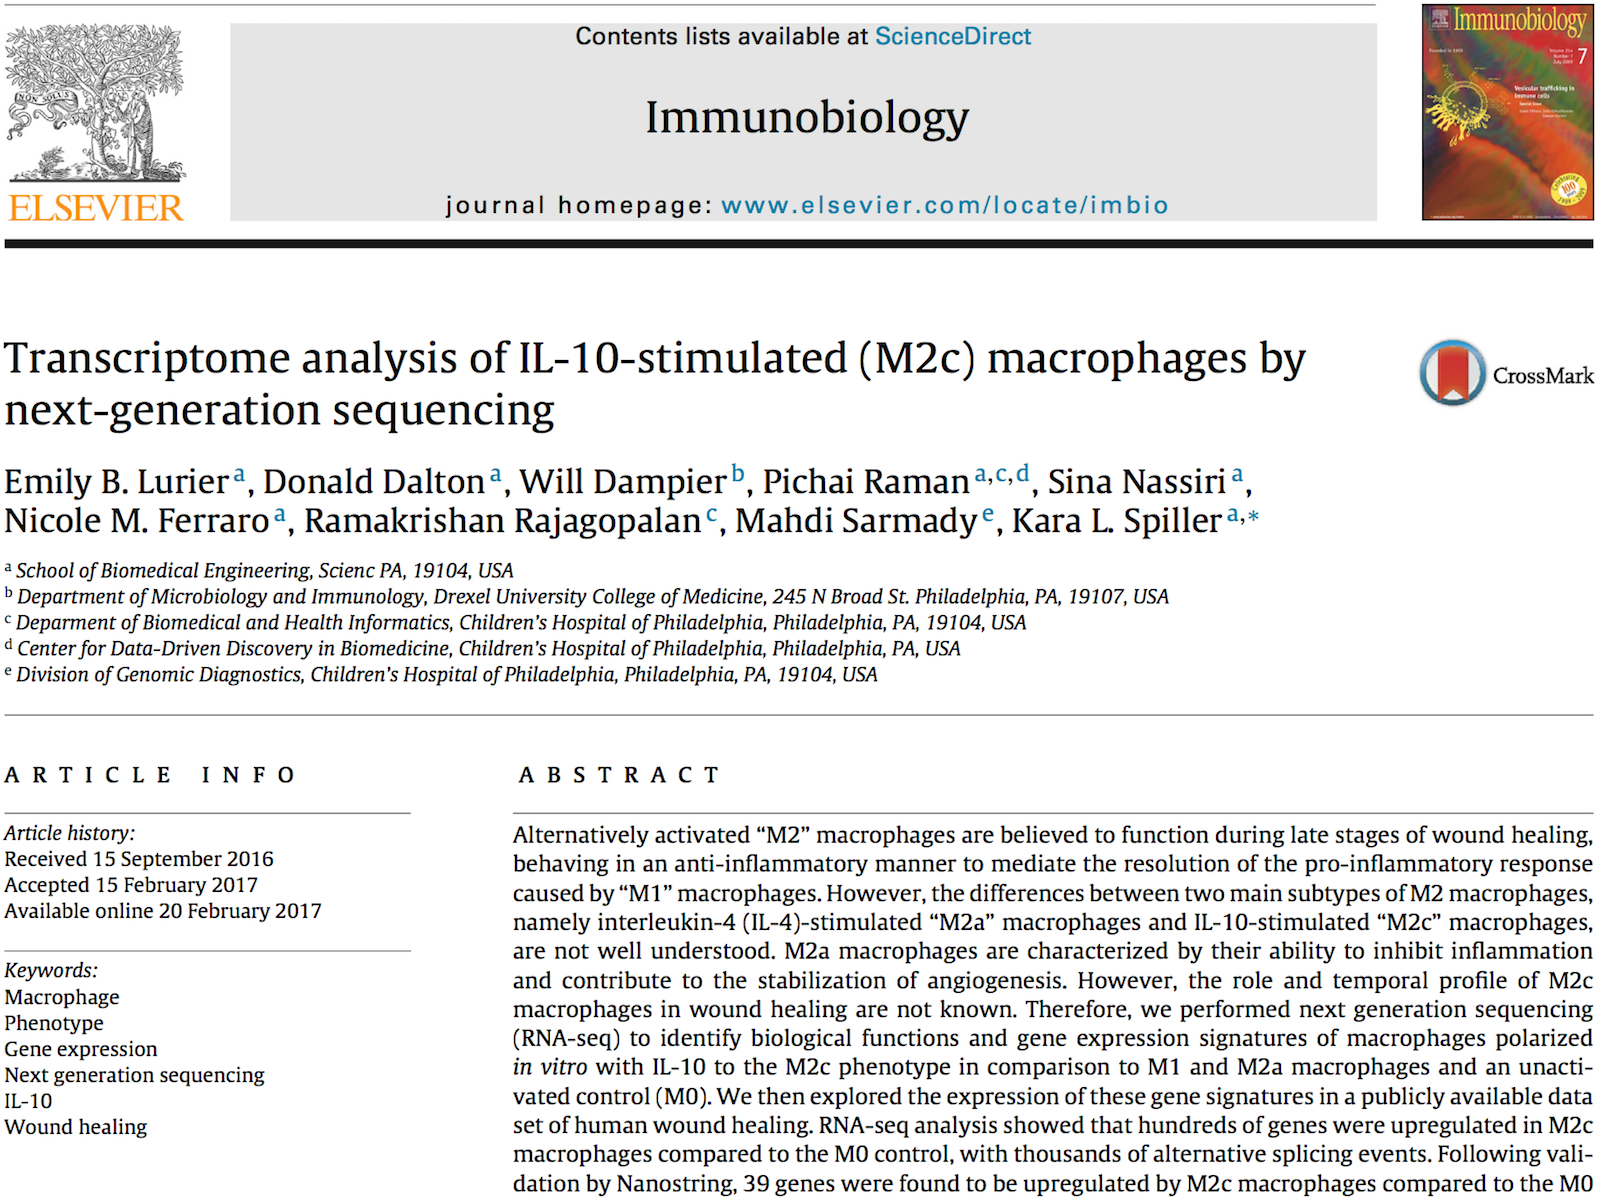 Contents lists available at ScienceDirect
Immunobiology
journal homepage: www.elsevier.com/locate/imbio
NON SOLUS
ELSEVIER
Immunobiology
7
Vesicular trafficking in
immune cells
Transcriptome analysis of IL-10-stimulated (M2c) macrophages by
next-generation sequencing
CrossMark
Emily B. Lurier a, Donald Dalton a, Will Dampier b, Pichai Raman a,c,d, Sina Nassiri a,
Nicole M. Ferraro a, Ramakrishan Rajagopalan c, Mahdi Sarmady e, Kara L. Spiller a,*
a School of Biomedical Engineering, Scienc PA, 19104, USA
b Department of Microbiology and Immunology, Drexel University College of Medicine, 245 N Broad St. Philadelphia, PA, 19107, USA
c Deparment of Biomedical and Health Informatics, Children's Hospital of Philadelphia, Philadelphia, PA, 19104, USA
d Center for Data-Driven Discovery in Biomedicine, Children's Hospital of Philadelphia, Philadelphia, PA, USA
e Division of Genomic Diagnostics, Children's Hospital of Philadelphia, Philadelphia, PA, 19104, USA
ARTICLE INFO
Article history:
Received 15 September 2016
Accepted 15 February 2017
Available online 20 February 2017
Keywords:
Macrophage
Phenotype
Gene expression
Next generation sequencing
IL-10
Wound healing
ABSTRACT
Alternatively activated “M2” macrophages are believed to function during late stages of wound healing,
behaving in an anti-inflammatory manner to mediate the resolution of the pro-inflammatory response
caused by “M1” macrophages. However, the differences between two main subtypes of M2 macrophages,
namely interleukin-4 (IL-4)-stimulated “M2a” macrophages and IL-10-stimulated “M2c” macrophages,
are not well understood. M2a macrophages are characterized by their ability to inhibit inflammation
and contribute to the stabilization of angiogenesis. However, the role and temporal profile of M2c
macrophages in wound healing are not known. Therefore, we performed next generation sequencing
(RNA-seq) to identify biological functions and gene expression signatures of macrophages polarized
in vitro with IL-10 to the M2c phenotype in comparison to M1 and M2a macrophages and an unacti-
vated control (M0). We then explored the expression of these gene signatures in a publicly available data
set of human wound healing. RNA-seq analysis showed that hundreds of genes were upregulated in M2c
macrophages compared to the M0 control, with thousands of alternative splicing events. Following vali-
dation by Nanostring, 39 genes were found to be upregulated by M2c macrophages compared to the M0